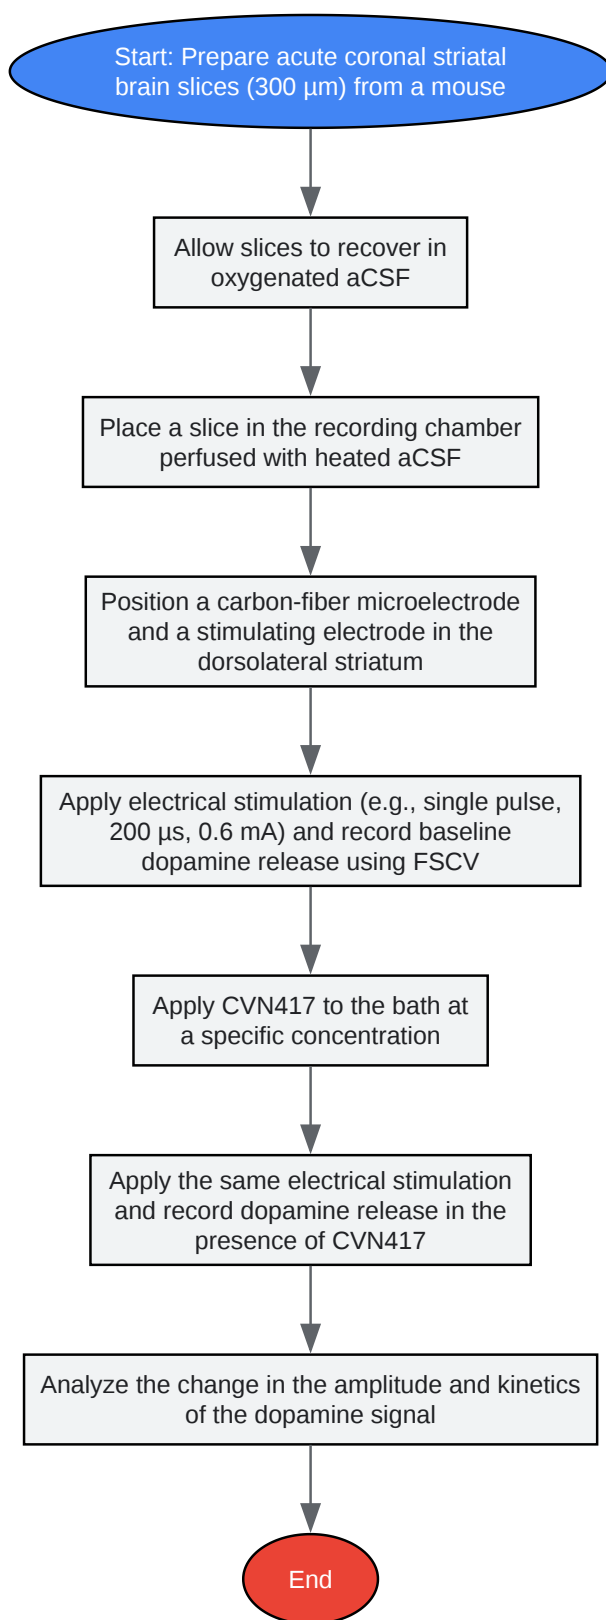 Start: Prepare acute coronal striatal
brain slices (300 µm) from a mouse
Allow slices to recover in
oxygenated aCSF
Place a slice in the recording chamber
perfused with heated aCSF
Position a carbon-fiber microelectrode
and a stimulating electrode in the
dorsolateral striatum
Apply electrical stimulation (e.g., single pulse,
200 µs, 0.6 mA) and record baseline
dopamine release using FSCV
Apply CVN417 to the bath at
a specific concentration
Apply the same electrical stimulation
and record dopamine release in the
presence of CVN417
Analyze the change in the amplitude and kinetics
of the dopamine signal
End